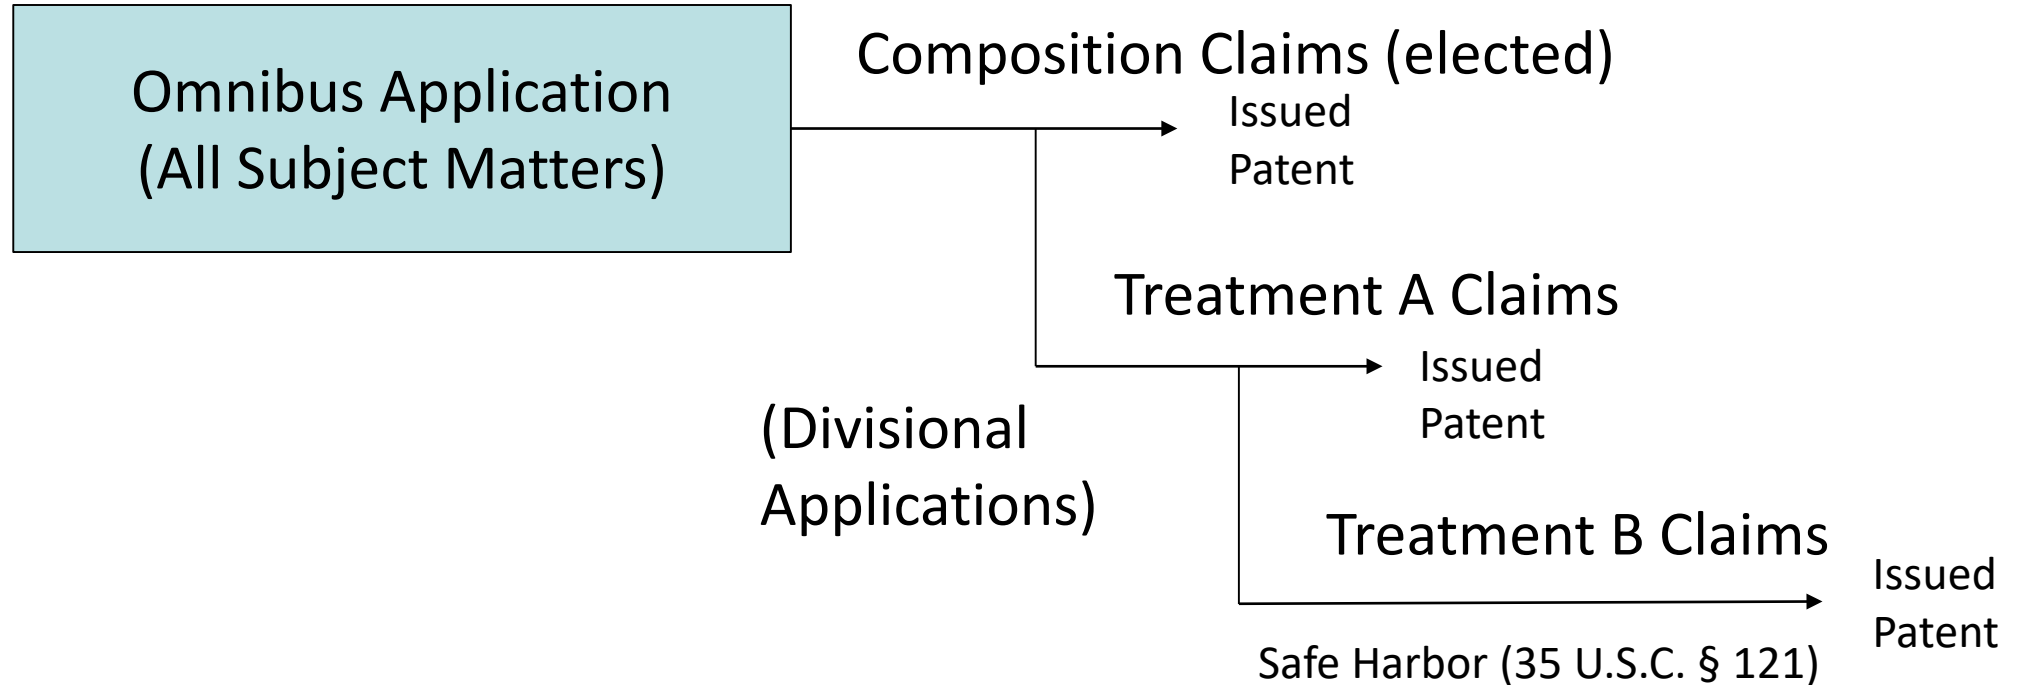 Omnibus Application
(All Subject Matters)
Composition Claims (elected)
Issued
Patent
Treatment A Claims
Issued
Patent
(Divisional
Applications)
Treatment B Claims
Issued
Patent
Safe Harbor (35 U.S.C. § 121)